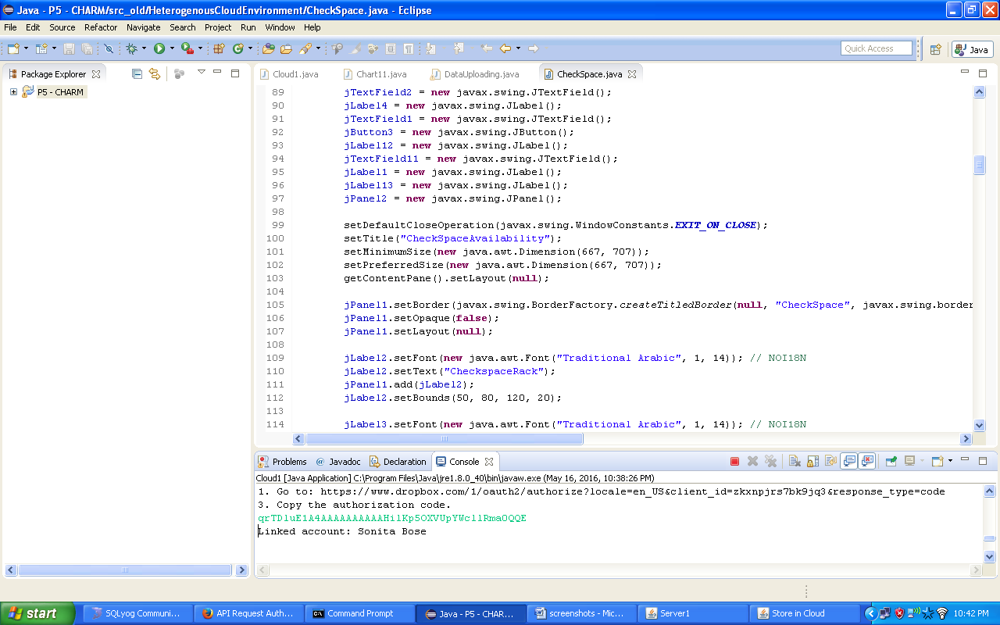 Java - P5 - CHARM/src_old/HeterogenousCloudEnvironment/CheckSpace.java - Eclipse
File Edit Source Refactor Navigate Search Project Run Window Help
Quick Access
Java
Package Explorer
P5 - CHARM
Cloud1.java Chart11.java DataUploading.java CheckSpace.java
89 jTextField2 = new javax.swing.JTextField();
90 jLabel4 = new javax.swing.JLabel();
91 jTextField1 = new javax.swing.JTextField();
92 jButton3 = new javax.swing.JButton();
93 jLabel12 = new javax.swing.JLabel();
94 jTextField11 = new javax.swing.JTextField();
95 jLabel1 = new javax.swing.JLabel();
96 jLabel13 = new javax.swing.JLabel();
97 jPanel2 = new javax.swing.JPanel();
98
99 setDefaultCloseOperation(javax.swing.WindowConstants.EXIT_ON_CLOSE);
100 setTitle("CheckSpaceAvailability");
101 setMinimumSize(new java.awt.Dimension(667, 707));
102 setPreferredSize(new java.awt.Dimension(667, 707));
103 getContentPane().setLayout(null);
104
105 jPanel1.setBorder(javax.swing.BorderFactory.createTitledBorder(null, "CheckSpace", javax.swing.border
106 jPanel1.setOpaque(false);
107 jPanel1.setLayout(null);
108
109 jLabel2.setFont(new java.awt.Font("Traditional Arabic", 1, 14)); // NOI18N
110 jLabel2.setText("CheckspaceRack");
111 jPanel1.add(jLabel2);
112 jLabel2.setBounds(50, 80, 120, 20);
113
114 jLabel3.setFont(new java.awt.Font("Traditional Arabic", 1, 14)); // NOI18N
Problems Javadoc Declaration Console
Cloud1 [Java Application] C:\Program Files\Java\jre1.8.0_40\bin\javaw.exe (May 16, 2016, 10:38:26 PM)
1. Go to: https://www.dropbox.com/1/oauth2/authorize?locale=en_US&client_id=zkxnpjrs7bk9jq3&response_type=code
3. Copy the authorization code.
Linked account: Sonita Bose
start SQLyog Communi... API Request Auth... Command Prompt Java - P5 - CHAR... screenshots - Mic... Server1 Store in Cloud 10:42 PM